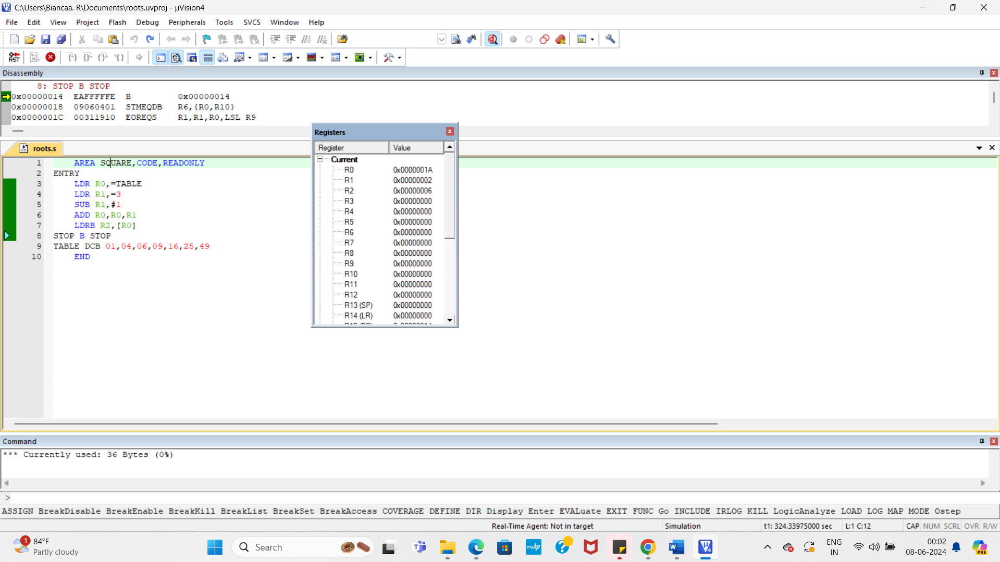 C:\Users\Biancaa. R\Documents\roots.uvproj - µVision4
File Edit View Project Flash Debug Peripherals Tools SVCS Window Help
RST
Disassembly
8: STOP B STOP
0x00000014 EAFFFFFE B 0x00000014
0x00000018 09060401 STMEQDB R6,{R0,R10}
0x0000001C 00311910 EOREQS R1,R1,R0,LSL R9
roots.s
1 AREA SQUARE,CODE,READONLY
2 ENTRY
3 LDR R0,=TABLE
4 LDR R1,=3
5 SUB R1,#1
6 ADD R0,R0,R1
7 LDRB R2,[R0]
8 STOP B STOP
9 TABLE DCB 01,04,06,09,16,25,49
10 END
Registers
Register Value
Current
R0 0x0000001A
R1 0x00000002
R2 0x00000006
R3 0x00000000
R4 0x00000000
R5 0x00000000
R6 0x00000000
R7 0x00000000
R8 0x00000000
R9 0x00000000
R10 0x00000000
R11 0x00000000
R12 0x00000000
R13 (SP) 0x00000000
R14 (LR) 0x00000000
Command
*** Currently used: 36 Bytes (0%)
>
ASSIGN BreakDisable BreakEnable BreakKill BreakList BreakSet BreakAccess COVERAGE DEFINE DIR Display Enter EVALuate EXIT FUNC Go INCLUDE IRLOG KILL LogicAnalyze LOAD LOG MAP MODE Ostep
Real-Time Agent: Not in target Simulation t1: 324.33975000 sec L:1 C:12 CAP NUM SCRL OVR R/W
1 84°F
Partly cloudy
Search
myhp
ENG
IN
00:02
08-06-2024
PRE